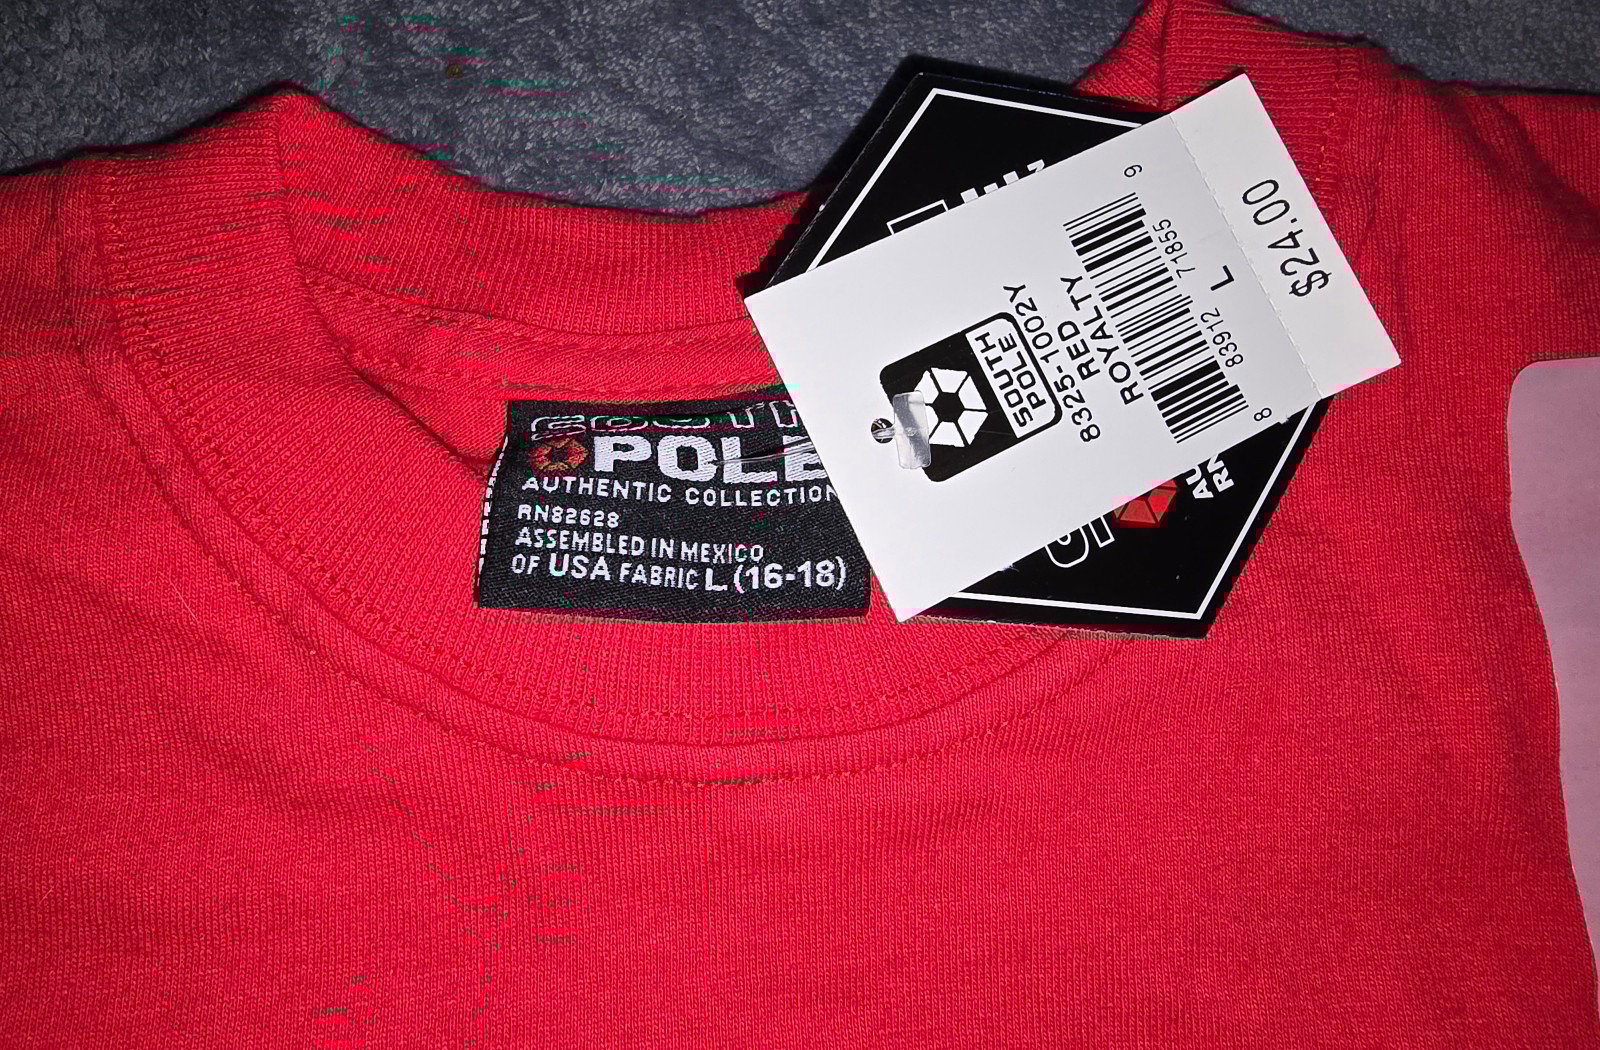 SOUTH
POLE
AUTHENTIC COLLECTION
RN82628
ASSEMBLED IN MEXICO
OF USA FABRIC L (16-18)
SOUTH
POLE
8325-1002Y
RED
ROYALTY
8 83912 71855 9
L
$24.00